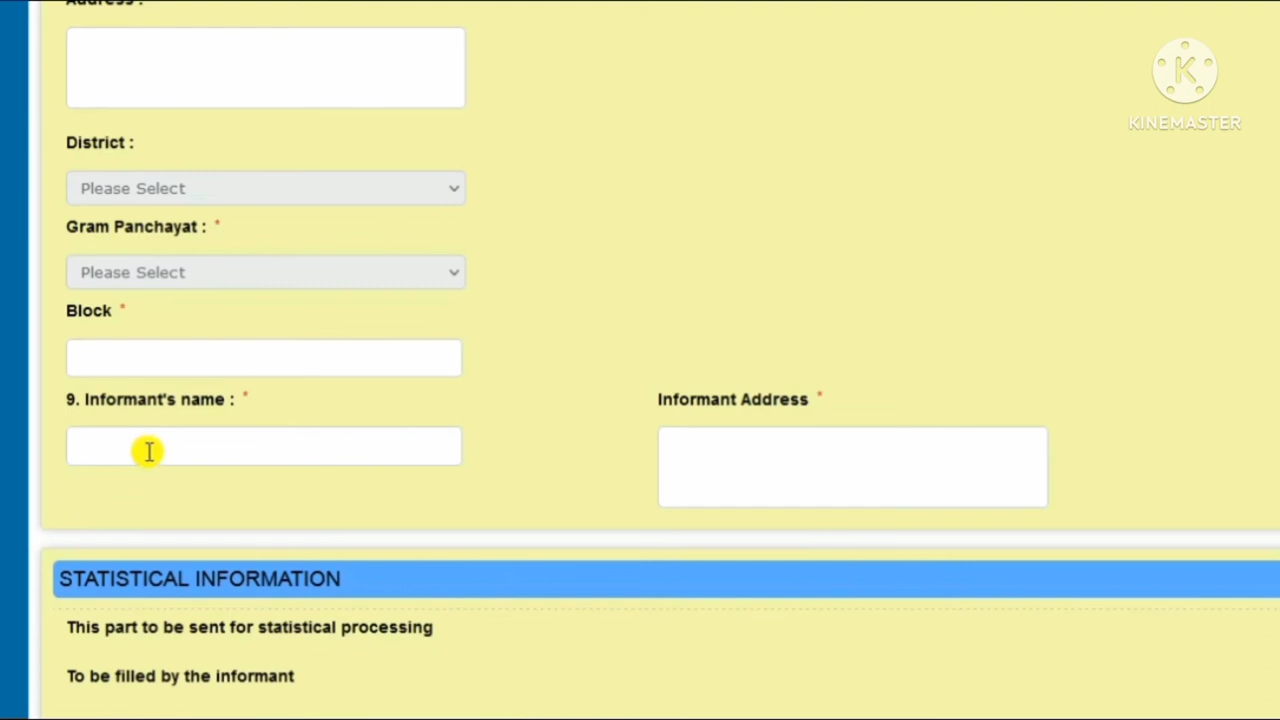 Address :
District :
Please Select
Gram Panchayat : *
Please Select
Block *
9. Informant's name : *
Informant Address *
STATISTICAL INFORMATION
This part to be sent for statistical processing
To be filled by the informant
K
KINEMASTER